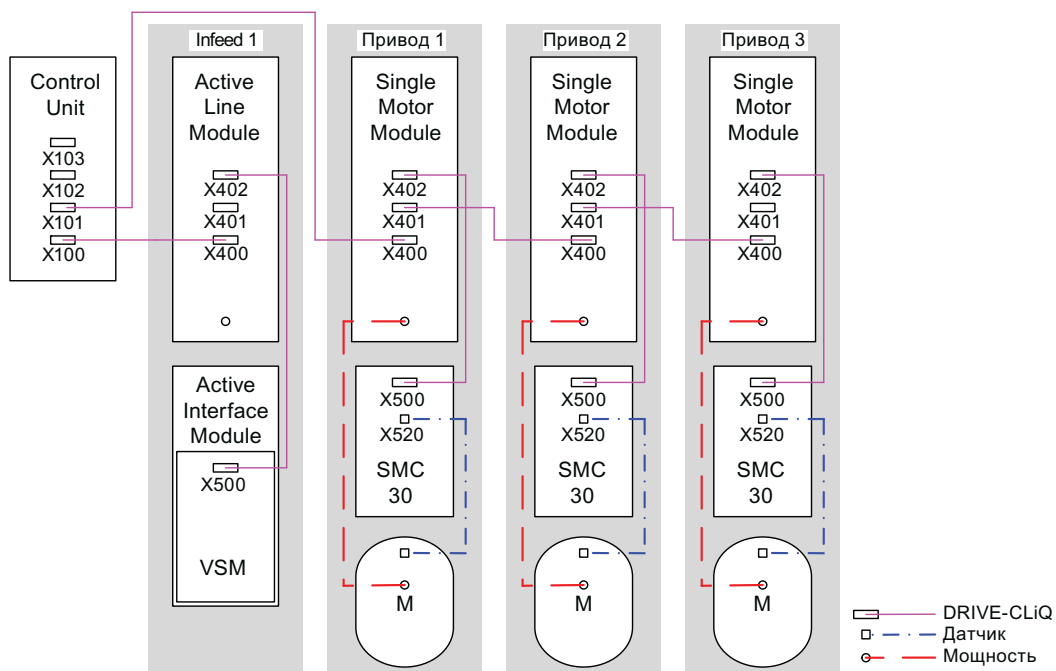 Infeed 1
Привод 1
Привод 2
Привод 3
Control
Unit
X103
X102
X101
X100
Active
Line
Module
X402
X401
X400
Single
Motor
Module
X402
X401
X400
Single
Motor
Module
X402
X401
X400
Single
Motor
Module
X402
X401
X400
Active
Interface
Module
X500
VSM
X500
X520
SMC
30
M
X500
X520
SMC
30
M
X500
X520
SMC
30
M
DRIVE-CLiQ
Датчик
Мощность